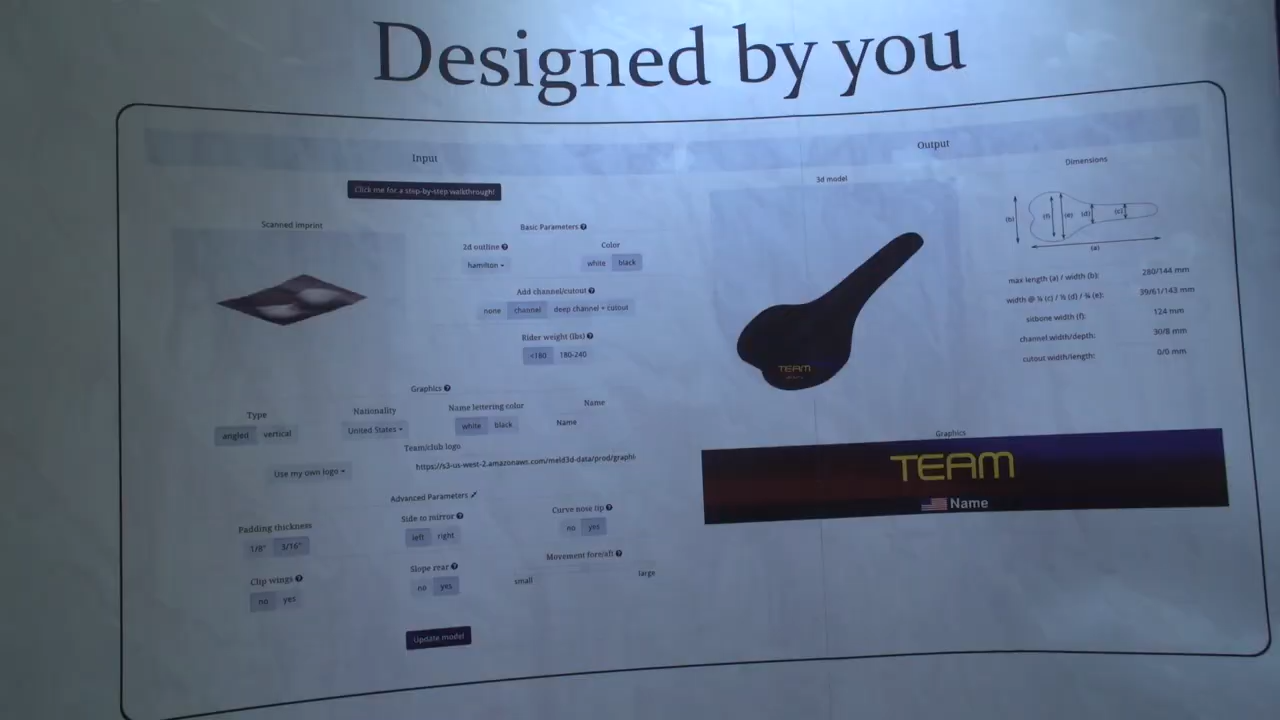 Designed by you
Input
Click me for a step-by-step walkthrough!
Scanned imprint
Basic Parameters
2d outline
Color
hamilton
white black
Add channel/cutout
none channel deep channel + cutout
Rider weight (lbs)
<180 180-240
Graphics
Type
Nationality
Name lettering color
Name
angled vertical
United States
white black
Name
Team/club logo
Use my own logo
https://s3-us-west-2.amazonaws.com/meld3d-data/prod/graphi
Advanced Parameters
Padding thickness
Side to mirror
Curve nose tip
1/8" 3/16"
left right
no yes
Clip wings
Slope rear
Movement fore/aft
no yes
no yes
small large
Update model
Output
3d model
TEAM
Dimensions
(b) (f) (e) (d) (c)
(a)
max length (a) / width (b): 280/144 mm
width @ ¼ (c) / ½ (d) / ¾ (e): 39/61/143 mm
sitbone width (f): 124 mm
channel width/depth: 30/8 mm
cutout width/length: 0/0 mm
Graphics
TEAM
Name